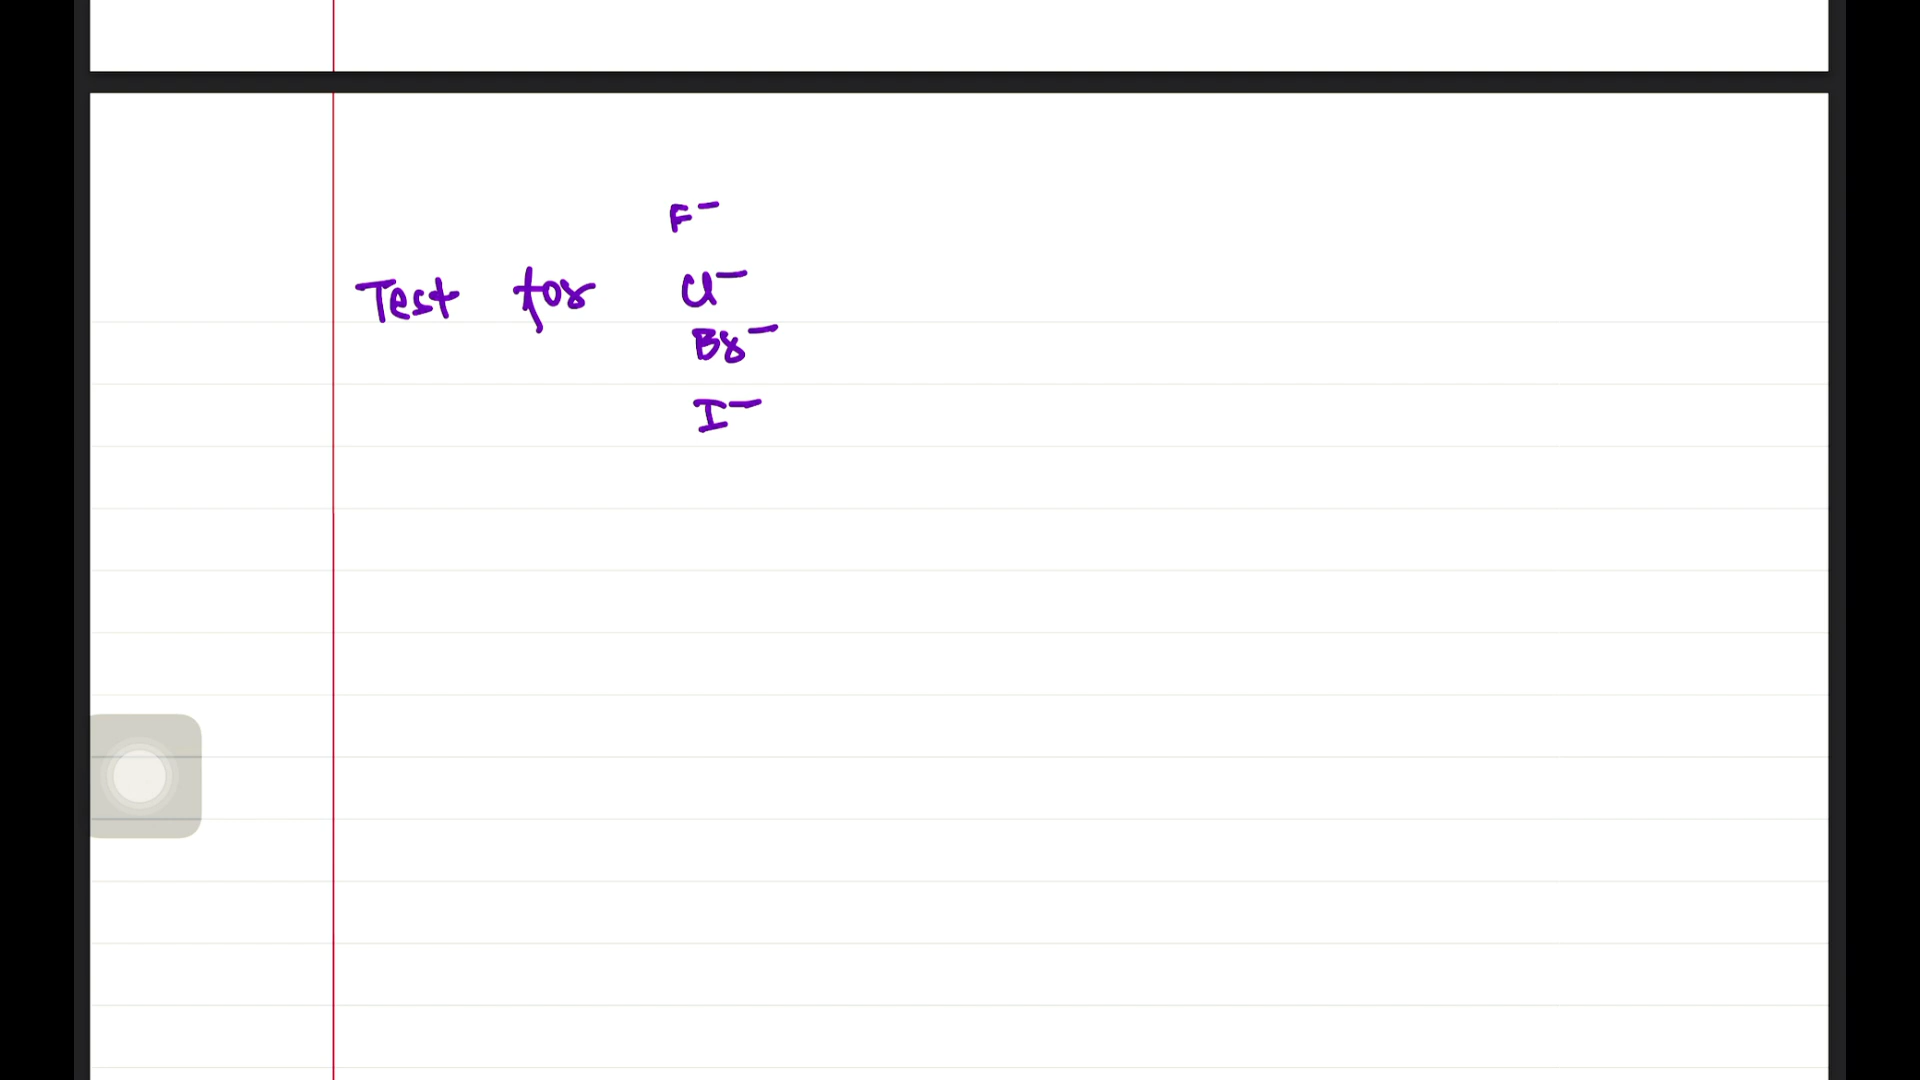 F⁻
Test for Cl⁻
Br⁻
I⁻